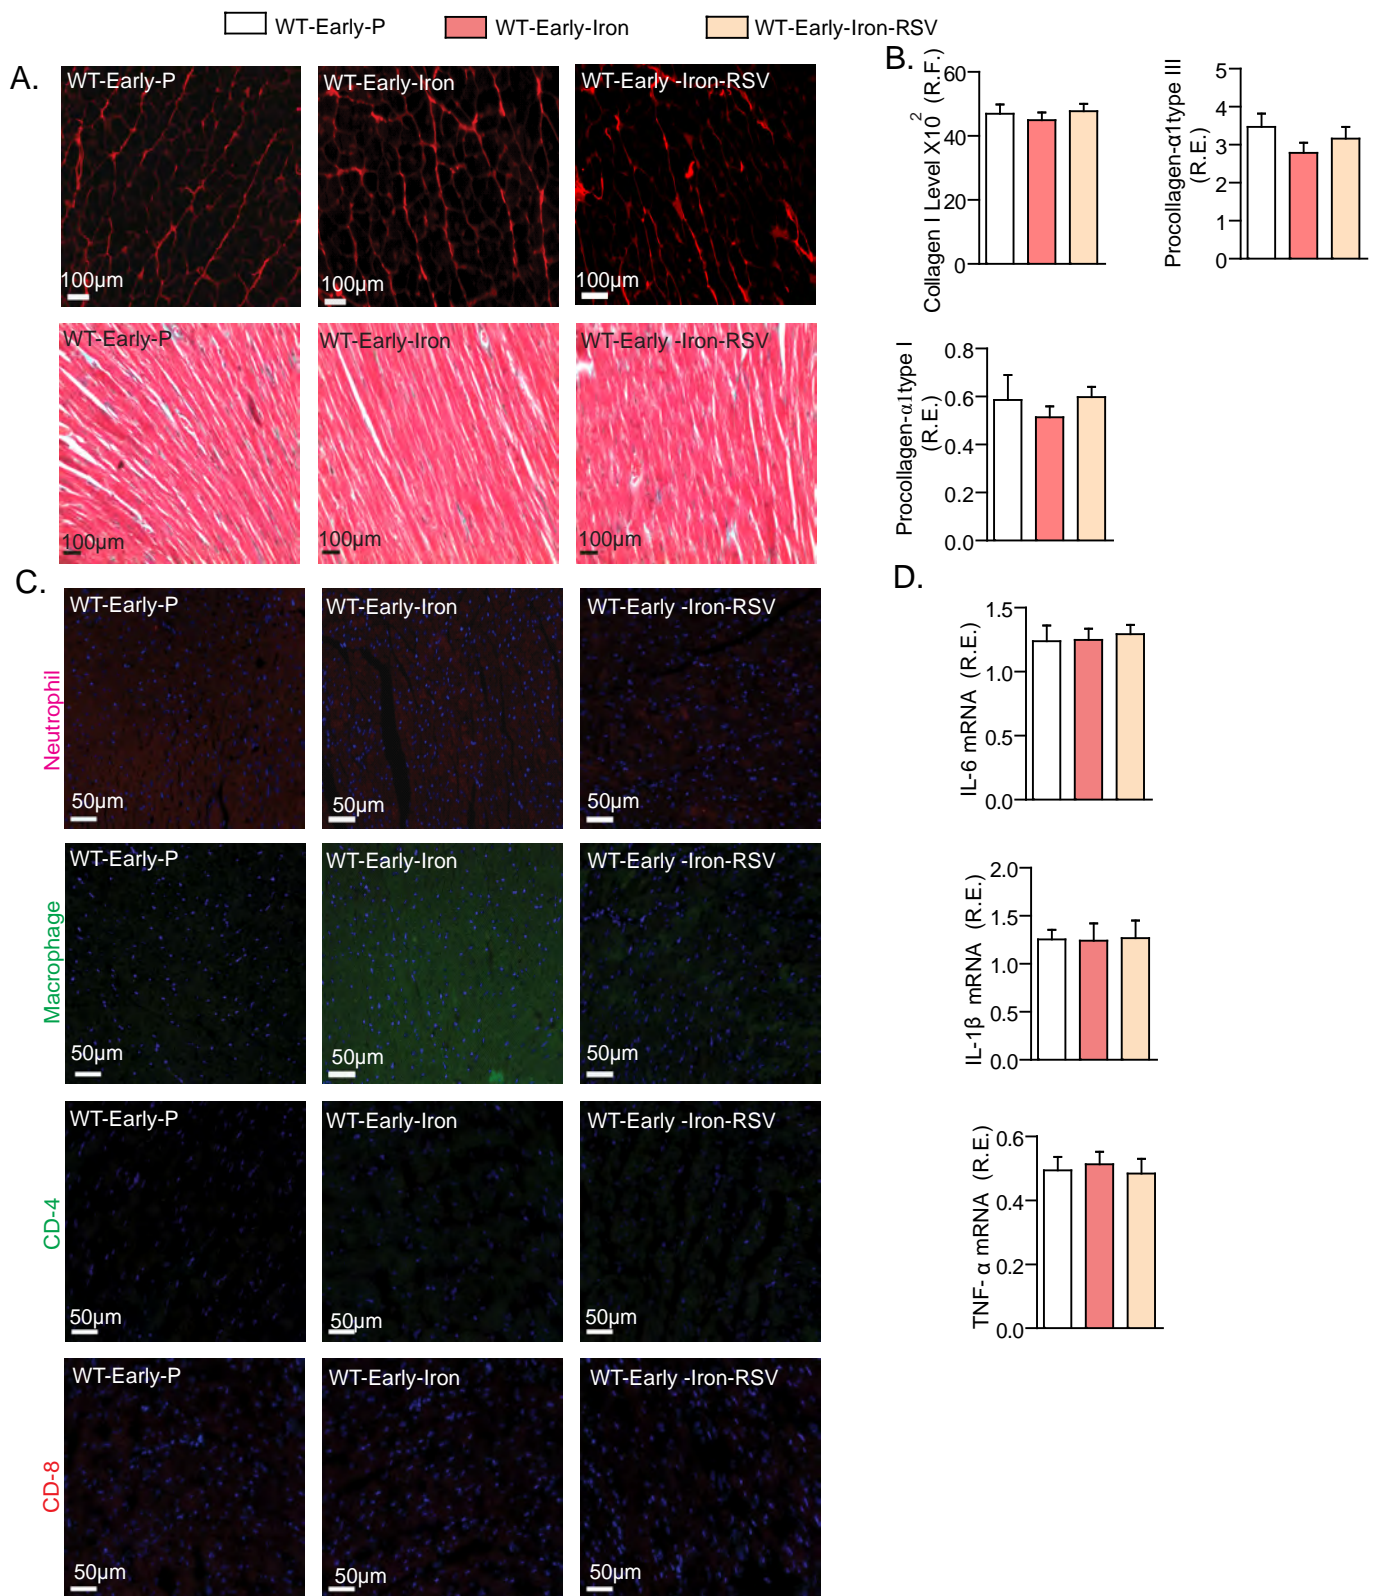 WT-Early-P WT-Early-Iron WT-Early-Iron-RSV
A.
WT-Early-P WT-Early-Iron WT-Early -Iron-RSV
100µm 100µm 100µm
WT-Early-P WT-Early-Iron WT-Early -Iron-RSV
100µm 100µm 100µm
B.
Collagen I Level X10² (R.F.)
60
40
20
0
Procollagen-α1type III
(R.E.)
5
4
3
2
1
0
Procollagen-α1type I
(R.E.)
0.8
0.6
0.4
0.2
0.0
C.
Neutrophil
WT-Early-P WT-Early-Iron WT-Early -Iron-RSV
50µm 50µm 50µm
Macrophage
WT-Early-P WT-Early-Iron WT-Early -Iron-RSV
50µm 50µm 50µm
CD-4
WT-Early-P WT-Early-Iron WT-Early -Iron-RSV
50µm 50µm 50µm
CD-8
WT-Early-P WT-Early-Iron WT-Early -Iron-RSV
50µm 50µm 50µm
D.
IL-6 mRNA (R.E.)
1.5
1.0
0.5
0.0
IL-1β mRNA (R.E.)
2.0
1.5
1.0
0.5
0.0
TNF- α mRNA (R.E.)
0.6
0.4
0.2
0.0